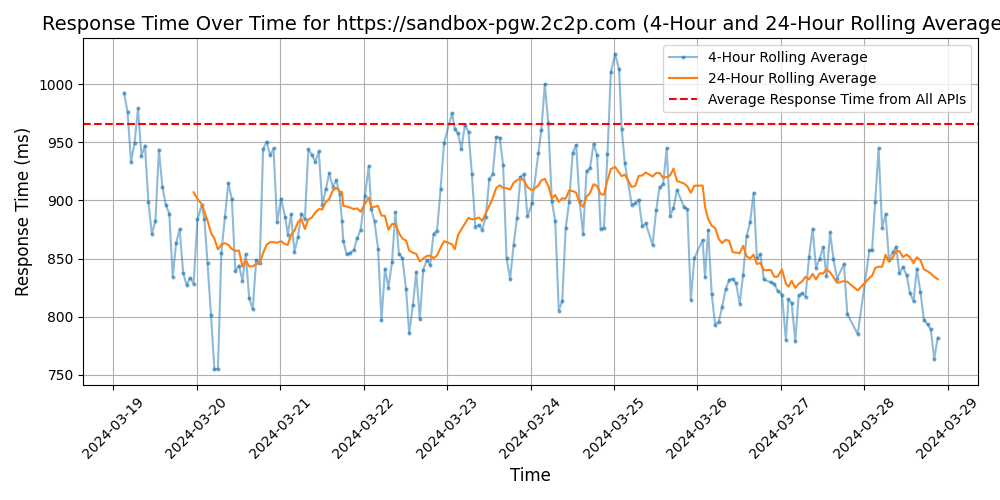 Response Time Over Time for https://sandbox-pgw.2c2p.com (4-Hour and 24-Hour Rolling Average
4-Hour Rolling Average
24-Hour Rolling Average
Average Response Time from All APIs
Response Time (ms)
1000
950
900
850
800
750
2024-03-19
2024-03-20
2024-03-21
2024-03-22
2024-03-23
2024-03-24
2024-03-25
2024-03-26
2024-03-27
2024-03-28
2024-03-29
Time